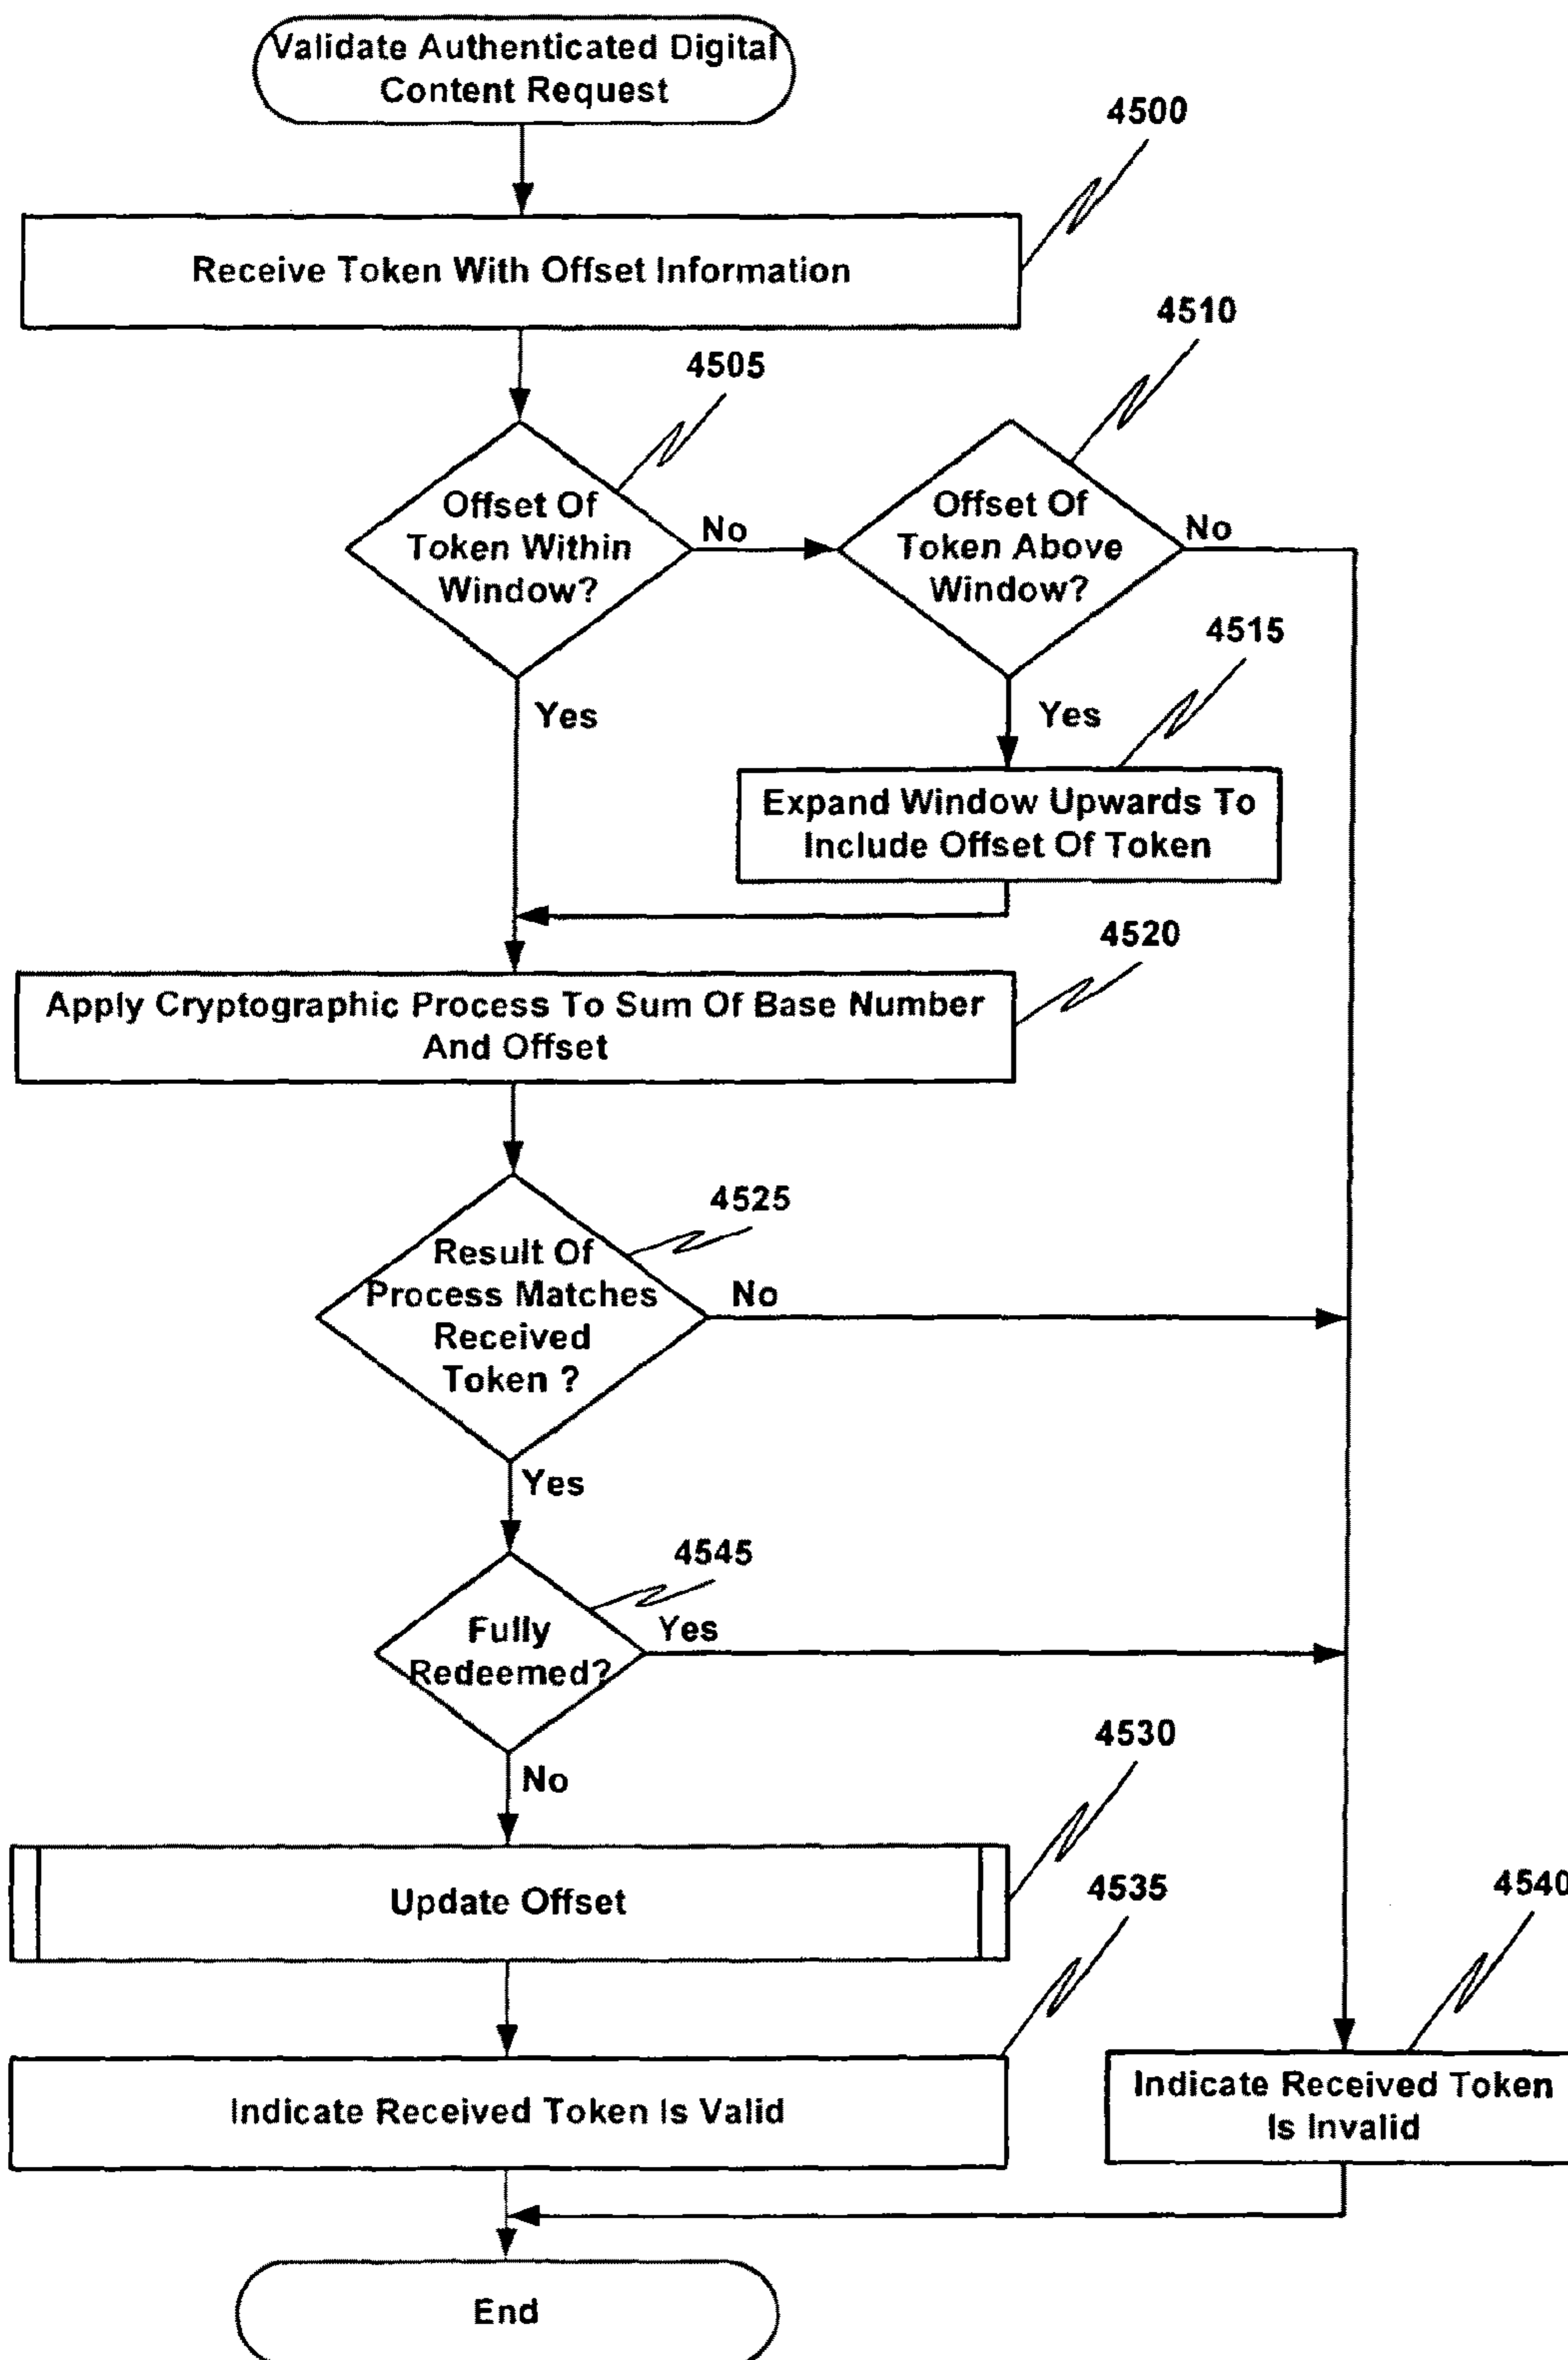 Validate Authenticated Digital
Content Request
4500
Receive Token With Offset Information
4510
4505
Offset Of
Token Within
Window?
No
Offset Of
Token Above
Window?
No
4515
Yes
Yes
Expand Window Upwards To
Include Offset Of Token
4520
Apply Cryptographic Process To Sum Of Base Number
And Offset
4525
Result Of
Process Matches
Received
Token ?
No
Yes
4545
Fully
Redeemed?
Yes
No
4530
Update Offset
4535
4540
Indicate Received Token Is Valid
Indicate Received Token
Is Invalid
End